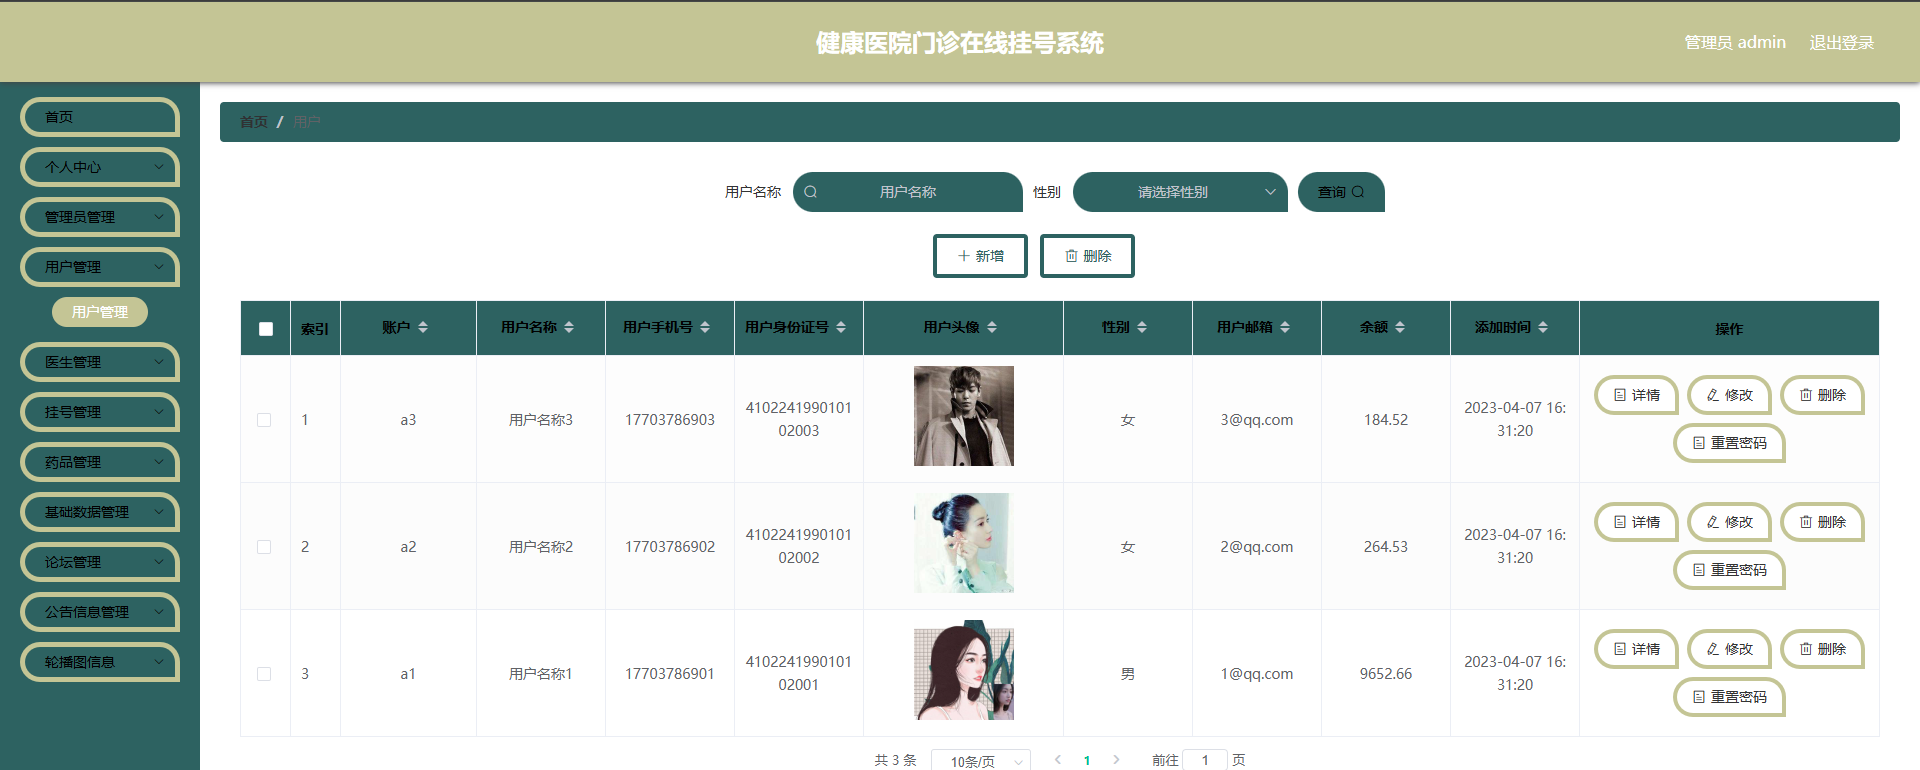 健康医院门诊在线挂号系统
管理员 admin 退出登录
首页
个人中心
管理员管理
用户管理
用户管理
医生管理
挂号管理
药品管理
基础数据管理
论坛管理
公告信息管理
轮播图信息
首页 / 用户
用户名称 用户名称 性别 请选择性别 查询
新增 删除
索引 账户 用户名称 用户手机号 用户身份证号 用户头像 性别 用户邮箱 余额 添加时间 操作
1 a3 用户名称3 17703786903 4102241990101 女 3@qq.com 184.52 2023-04-07 16: 详情 修改 删除
02003 31:20 重置密码
2 a2 用户名称2 17703786902 4102241990101 女 2@qq.com 264.53 2023-04-07 16: 详情 修改 删除
02002 31:20 重置密码
3 a1 用户名称1 17703786901 4102241990101 男 1@qq.com 9652.66 2023-04-07 16: 详情 修改 删除
02001 31:20 重置密码
共 3 条 10条/页 1 前往 1 页